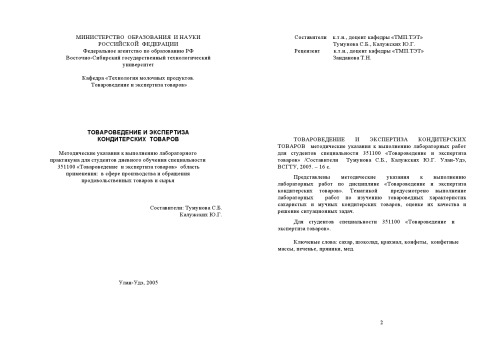 МИНИСТЕРСТВО ОБРАЗОВАНИЯ И НАУКИ
РОССИЙСКОЙ ФЕДЕРАЦИИ
Федеральное агентство по образованию РФ
Восточно-Сибирский государственный технологический
университет
Кафедра «Технология молочных продуктов.
Товароведение и экспертиза товаров»
ТОВАРОВЕДЕНИЕ И ЭКСПЕРТИЗА
КОНДИТЕРСКИХ ТОВАРОВ
Методические указания к выполнению лабораторного
практикума для студентов дневного обучения специальности
351100 «Товароведение и экспертиза товаров» область
применения: в сфере производства и обращения
продовольственных товаров и сырья
Составители: Тумунова С.Б.
Калужских Ю.Г.
Улан-Удэ, 2005
Составители к.т.н., доцент кафедры «ТМП.ТЭТ»
Тумунова С.Б., Калужских Ю.Г.
Рецензент к.т.н., доцент кафедры «ТМП.ТЭТ»
Занданова Т.Н.
ТОВАРОВЕДЕНИЕ И ЭКСПЕРТИЗА КОНДИТЕРСКИХ
ТОВАРОВ методические указания к выполнению лабораторных работ
для студентов специальности 351100 «Товароведение и экспертиза
товаров» /Составители Тумунова С.Б., Калужских Ю.Г. Улан-Удэ,
ВСГТУ, 2005. – 16 с.
Представлены методические указания к выполнению
лабораторных работ по дисциплине «Товароведение и экспертиза
кондитерских товаров». Тематикой предусмотрено выполнение
лабораторных работ по изучению товароведных характеристик
сахаристых и мучных кондитерских товаров, оценке их качества и
решение ситуационных задач.
Для студентов специальности 351100 «Товароведение и
экспертиза товаров».
Ключевые слова: сахар, шоколад, крахмал, конфеты, конфетные
массы, печенье, пряники, мед.
2